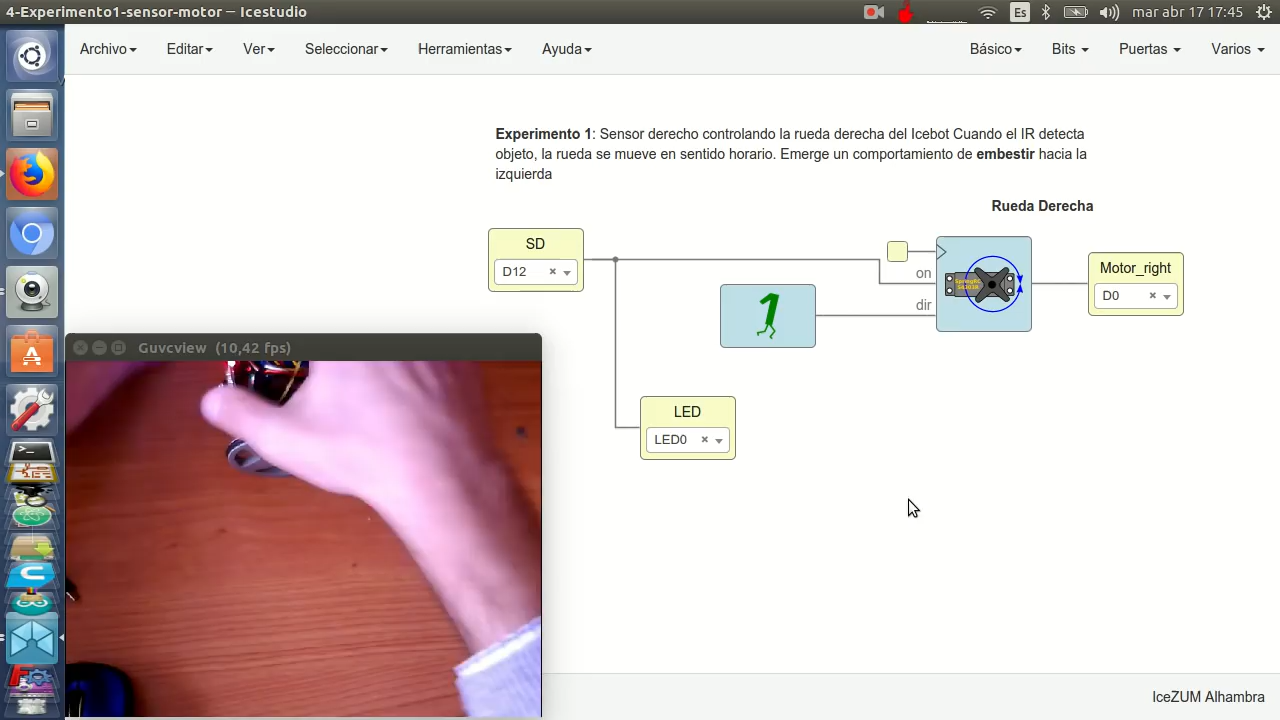 4-Experimento1-sensor-motor – Icestudio
Es
mar abr 17 17:45
Archivo
Editar
Ver
Seleccionar
Herramientas
Ayuda
Básico
Bits
Puertas
Varios
Experimento 1: Sensor derecho controlando la rueda derecha del Icebot Cuando el IR detecta
objeto, la rueda se mueve en sentido horario. Emerge un comportamiento de embestir hacia la
izquierda
Rueda Derecha
SD
D12
on
dir
1
Motor_right
D0
LED
LED0
Guvcview (10,42 fps)
IceZUM Alhambra